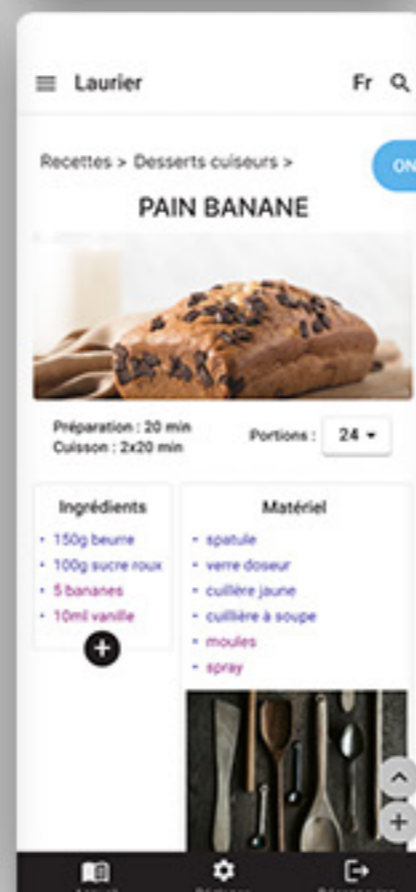 Laurier
Fr
Recettes > Desserts cuiseurs >
ON
PAIN BANANE
Préparation : 20 min
Cuisson : 2x20 min
Portions :
24
Ingrédients
150g beurre
100g sucre roux
5 bananes
10ml vanille
Matériel
spatule
verre doseur
cuillère jaune
cuillière à soupe
moules
spray